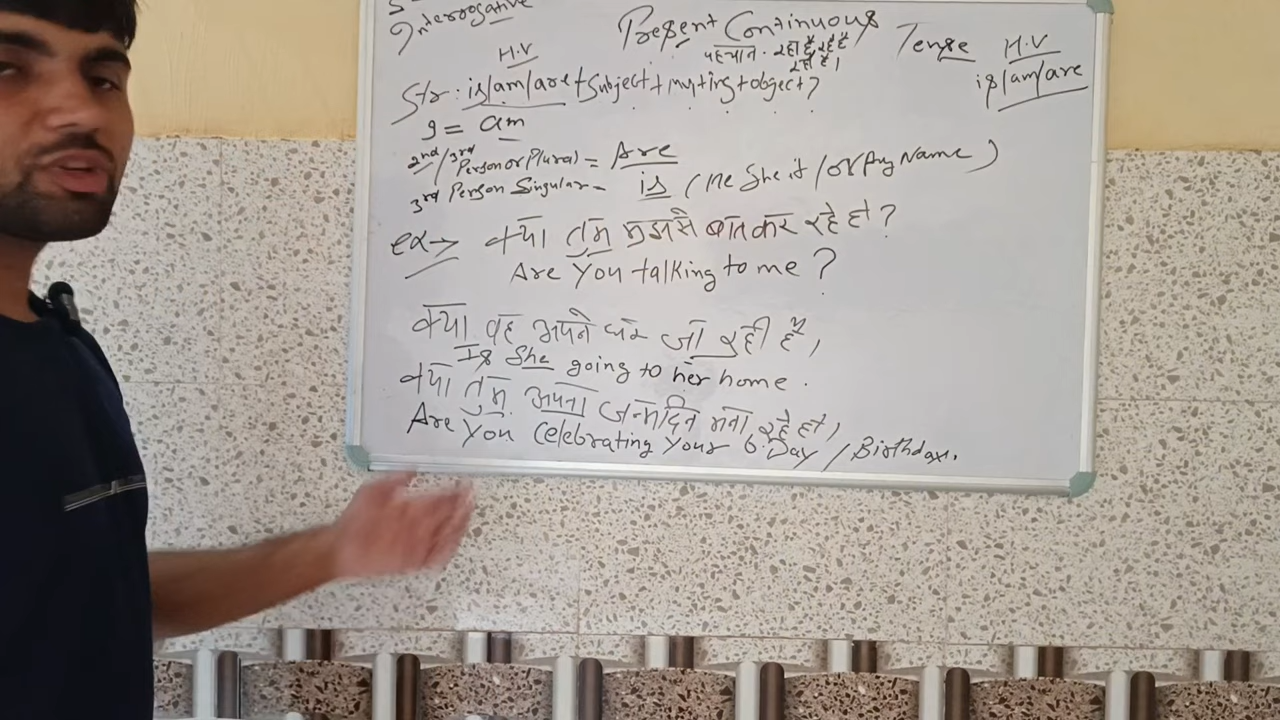 Interrogative
Present Continuous Tense
पहचान . रहा है, रहे हैं
रही है।
H.V
is/am/are
H.V
Str : is/am/are + Subject + mv + ing + object?
I = am
2nd/3rd Person or Plural = Are
3rd Person Singular = is (He She it / or Any Name)
ex → क्या तुम मुझसे बात कर रहे हो?
Are You talking to me?
क्या वह अपने घर जा रही है,
Is She going to her home.
क्या तुम अपना जन्मदिन मना रहे हो,
Are You Celebrating Your B.Day / Birthday.